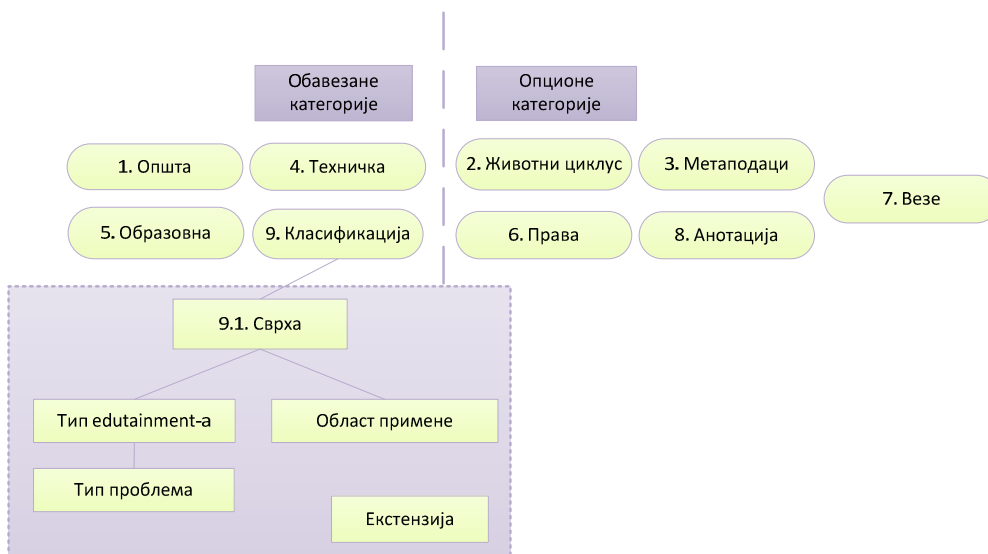 Обавезане
категорије
Опционе
категорије
1. Општа
4. Техничка
2. Животни циклус
3. Метаподаци
7. Везе
5. Образовна
9. Класификација
6. Права
8. Анотација
9.1. Сврха
Тип edutainment-а
Област примене
Тип проблема
Екстензија